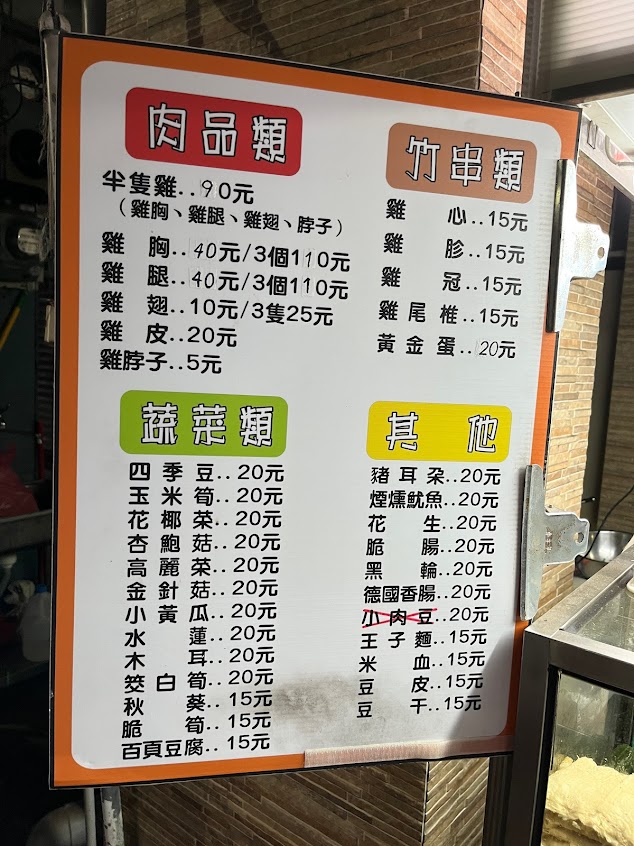 肉品類
半隻雞..90元
(雞胸、雞腿、雞翅、脖子)
雞 胸..40元/3個110元
雞 腿..40元/3個110元
雞 翅..10元/3隻25元
雞 皮..20元
雞脖子..5元
竹串類
雞 心..15元
雞 胗..15元
雞 冠..15元
雞尾椎..15元
黃金蛋..20元
蔬菜類
四季豆..20元
玉米筍..20元
花椰菜..20元
杏鮑菇..20元
高麗菜..20元
金針菇..20元
小黃瓜..20元
水 蓮..20元
木 耳..20元
筊白筍..20元
秋 葵..15元
脆 筍..15元
百頁豆腐..15元
其 他
豬耳朶..20元
煙燻魷魚..20元
花 生..20元
脆 腸..20元
黑 輪..20元
德國香腸..20元
小肉豆..20元
王子麵..15元
米 血..15元
豆 皮..15元
豆 干..15元